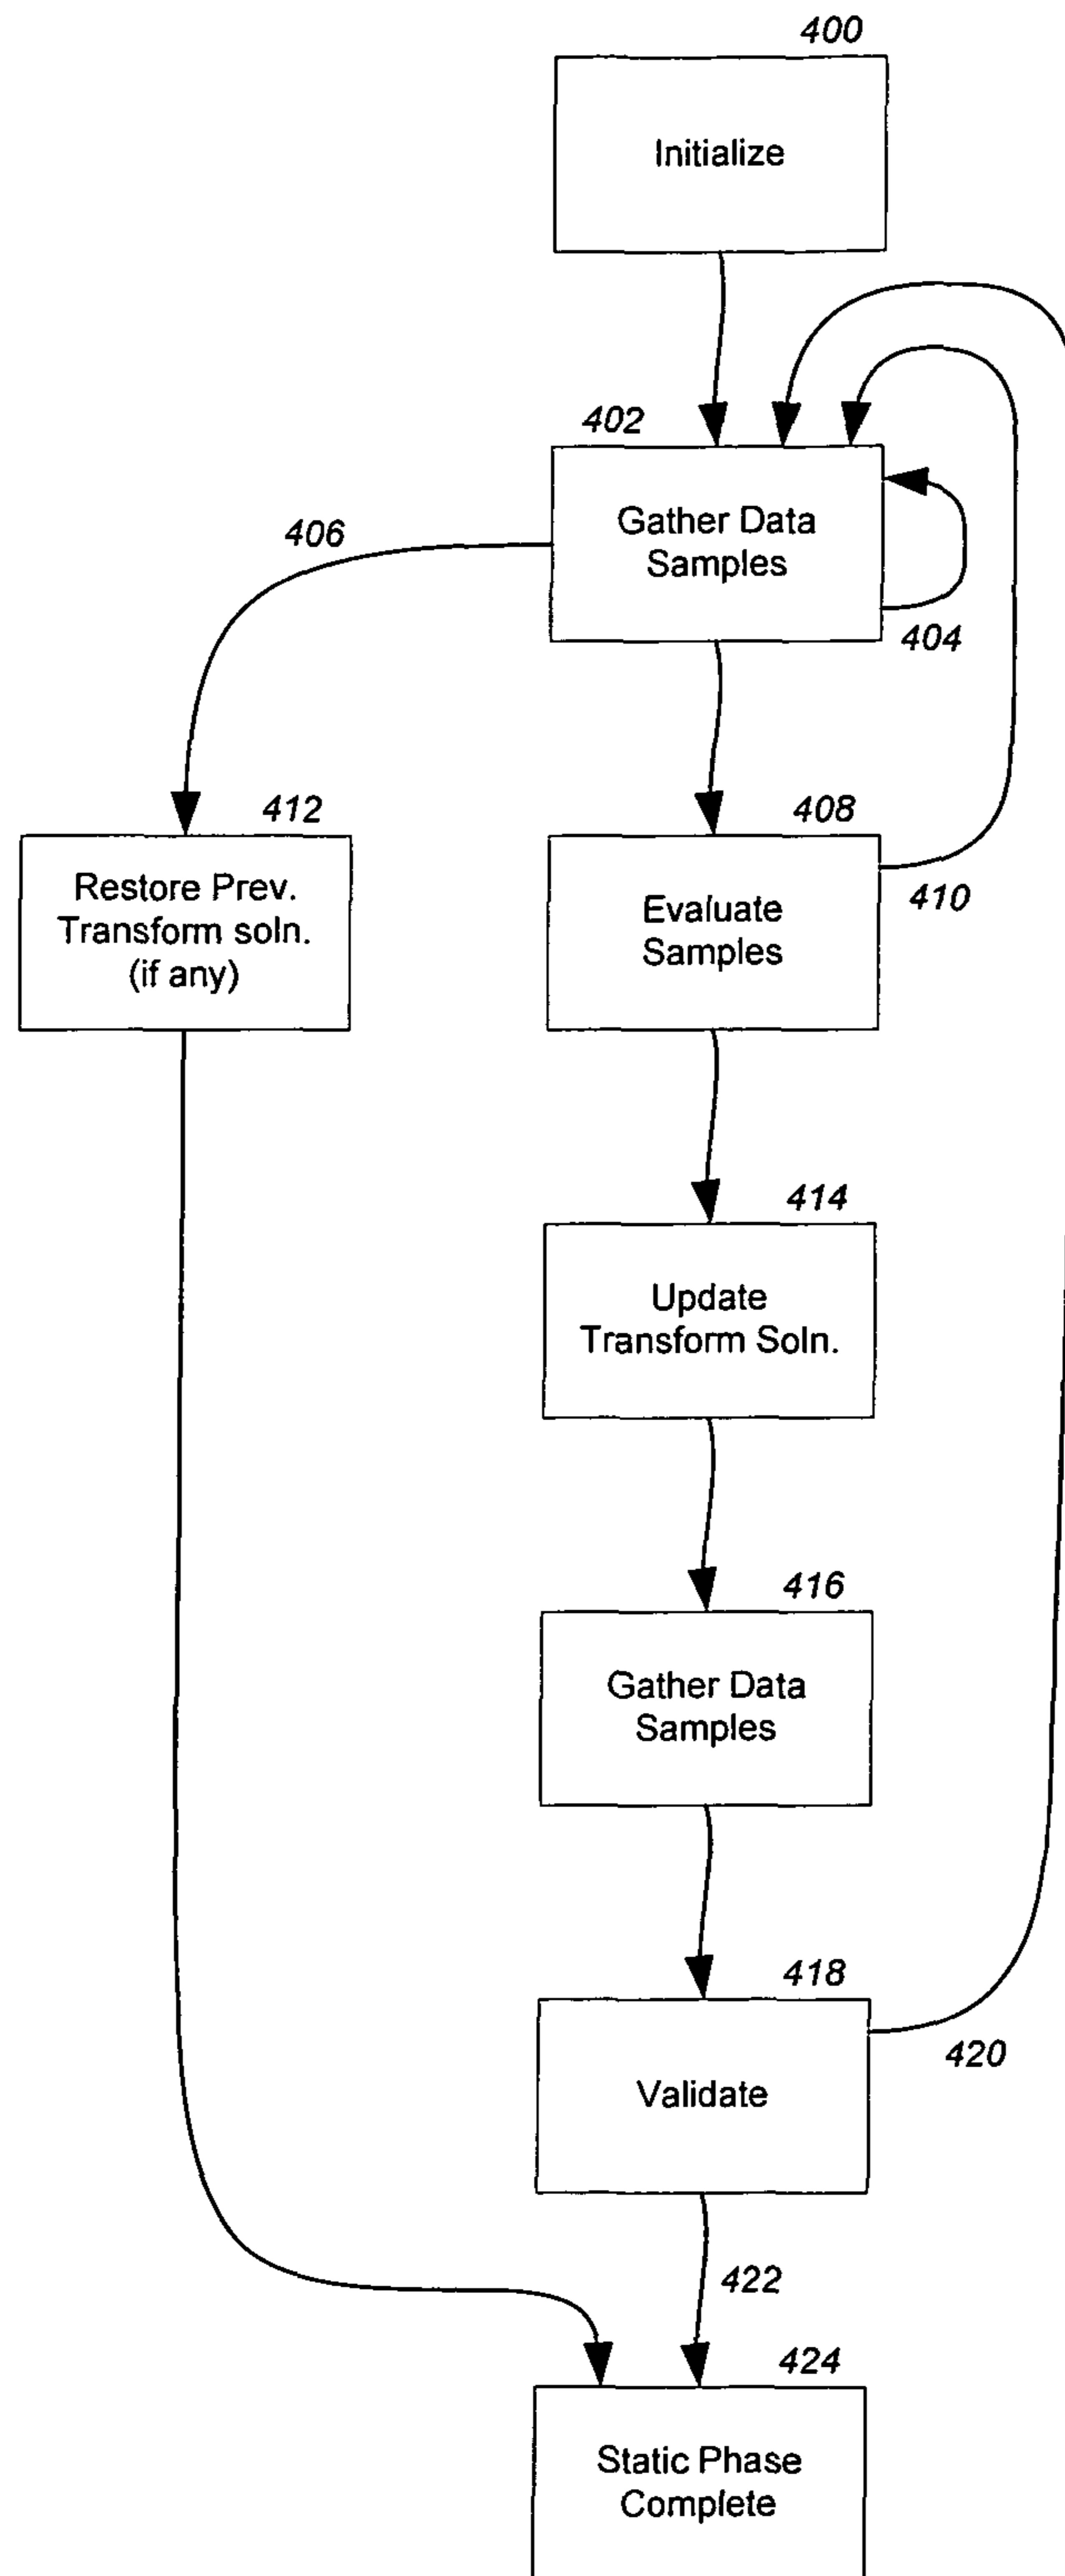 400
Initialize
402
Gather Data
Samples
406
404
412
Restore Prev.
Transform soln.
(if any)
408
Evaluate
Samples
410
414
Update
Transform Soln.
416
Gather Data
Samples
418
Validate
420
422
424
Static Phase
Complete